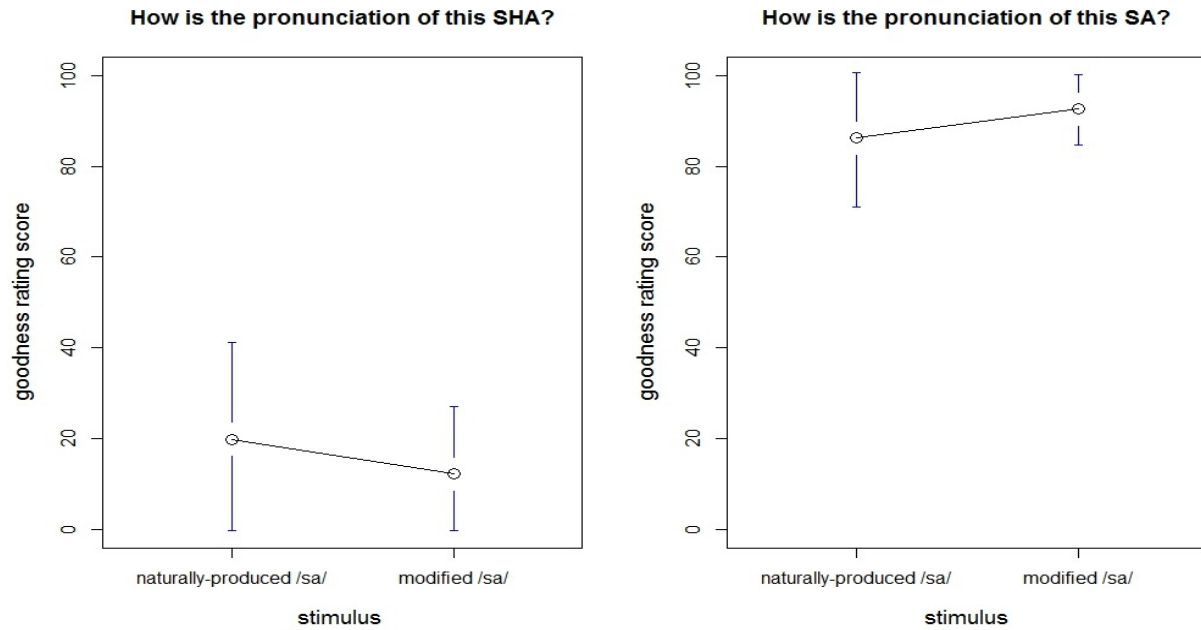 How is the pronunciation of this SHA?
goodness rating score
100
80
60
40
20
0
naturally-produced /sa/
modified /sa/
stimulus
How is the pronunciation of this SA?
goodness rating score
100
80
60
40
20
0
naturally-produced /sa/
modified /sa/
stimulus